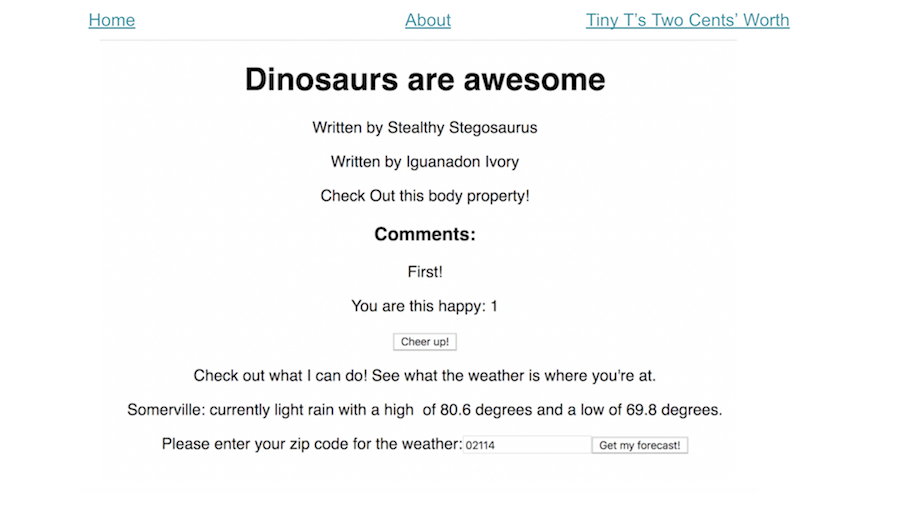 Home About Tiny T’s Two Cents’ Worth
Dinosaurs are awesome
Written by Stealthy Stegosaurus
Written by Iguanadon Ivory
Check Out this body property!
Comments:
First!
You are this happy: 1
Cheer up!
Check out what I can do! See what the weather is where you're at.
Somerville: currently light rain with a high  of 80.6 degrees and a low of 69.8 degrees.
Please enter your zip code for the weather: 02114 Get my forecast!